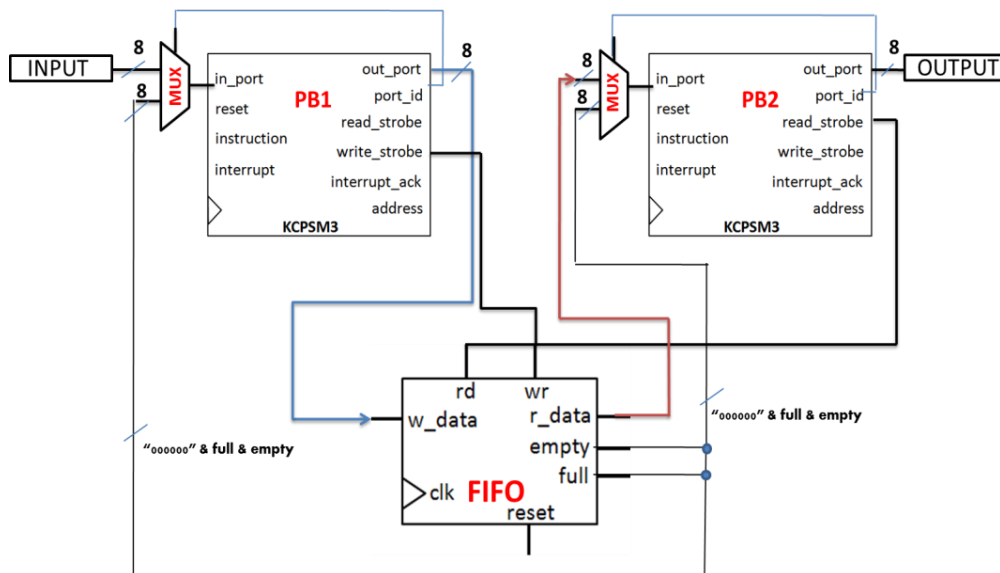 INPUT
8
8
MUX
in_port
reset
instruction
interrupt
PB1
out_port
port_id
read_strobe
write_strobe
interrupt_ack
address
KCPSM3
8
8
8
MUX
in_port
reset
instruction
interrupt
PB2
out_port
port_id
read_strobe
write_strobe
interrupt_ack
address
KCPSM3
8
OUTPUT
rd
wr
w_data
r_data
empty
full
clk
FIFO
reset
“000000” & full & empty
“000000” & full & empty